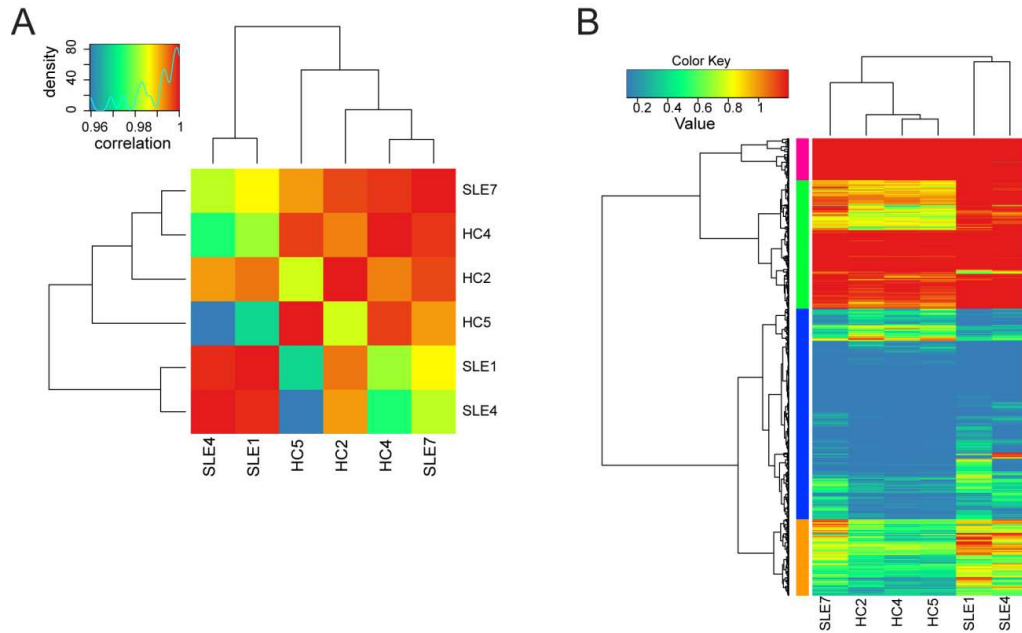 A
density
0 40 80
0.96 0.98 1
correlation
SLE7
HC4
HC2
HC5
SLE1
SLE4
SLE4 SLE1 HC5 HC2 HC4 SLE7
B
Color Key
0.2 0.4 0.6 0.8 1
Value
SLE7 HC2 HC4 HC5 SLE1 SLE4